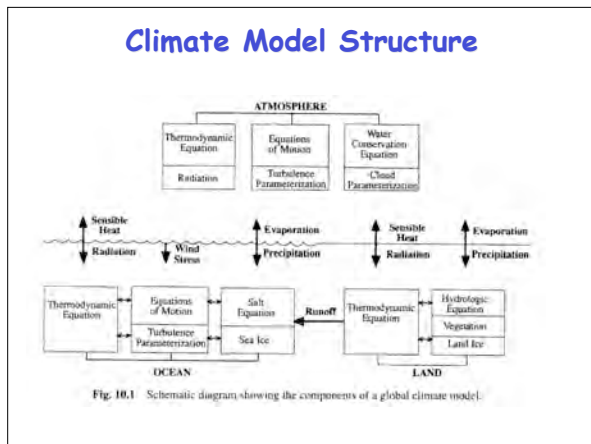 Climate Model Structure
ATMOSPHERE
Thermodynamic
Equation
Radiation
Equations
of Motion
Turbulence
Parameterization
Water
Conservation
Equation
Cloud
Parameterization
Sensible
Heat
Radiation
Wind
Stress
Evaporation
Precipitation
Sensible
Heat
Radiation
Evaporation
Precipitation
Thermodynamic
Equation
Equations
of Motion
Turbulence
Parameterization
Salt
Equation
Sea Ice
OCEAN
Runoff
Thermodynamic
Equation
Hydrologic
Equation
Vegetation
Land Ice
LAND
Fig. 10.1 Schematic diagram showing the components of a global climate model.